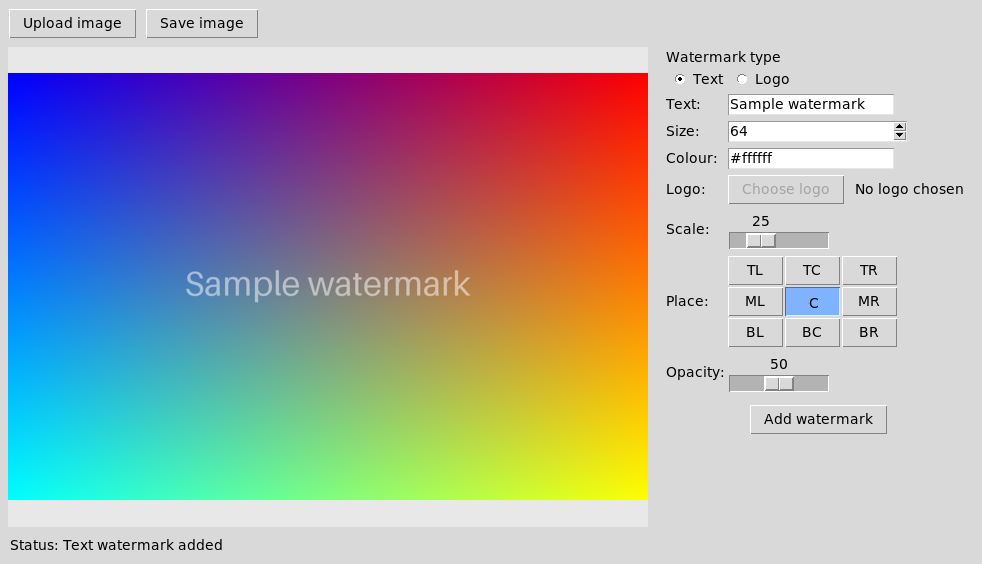 Upload image Save image
Watermark type
Text Logo
Text: Sample watermark
Size: 64
Colour: #ffffff
Logo: Choose logo No logo chosen
25
Scale:
TL TC TR
Place: ML C MR
BL BC BR
50
Opacity:
Add watermark
Sample watermark
Status: Text watermark added